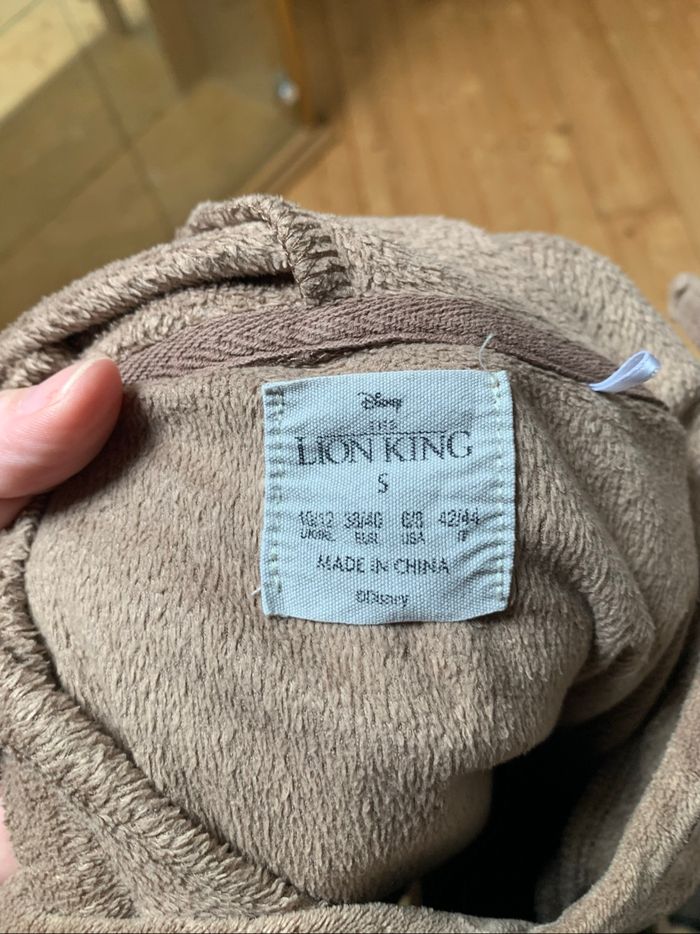 Disney
THE
LION KING
S
10/12 38/40 6/8 42/44
UK/IRE EUR USA IT
MADE IN CHINA
©Disney